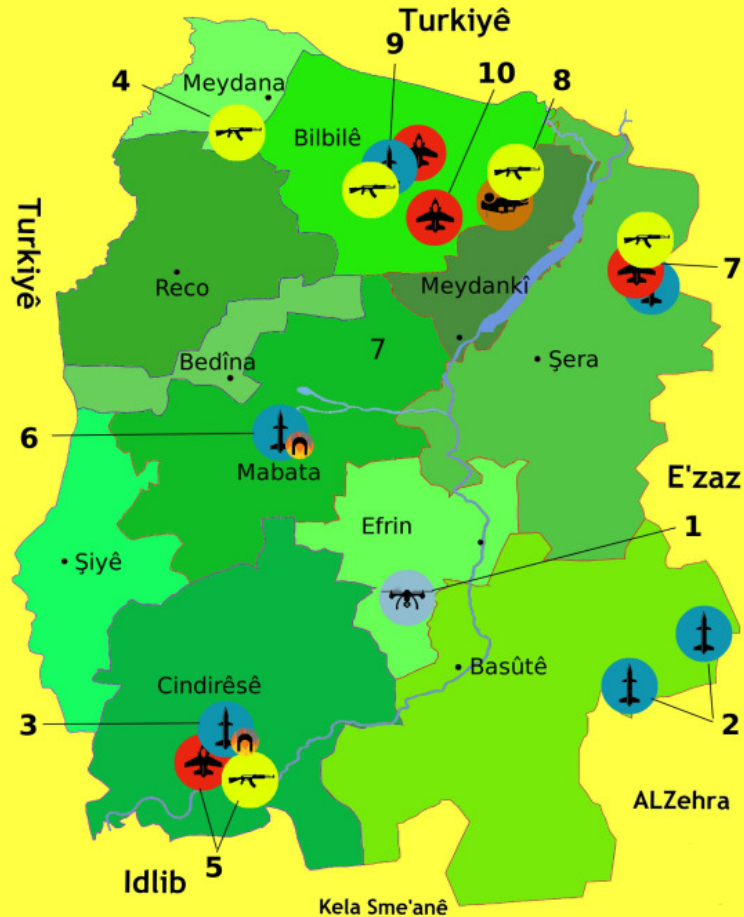 Turkiyê
9
10
8
4
Meydana
Bilbilê
Turkiyê
7
Reco
Meydankî
7
Bedîna
Şera
6
Mabata
E'zaz
1
Efrin
Şiyê
Basûtê
Cindirêsê
3
2
ALZehra
5
Idlib
Kela Sme'anê